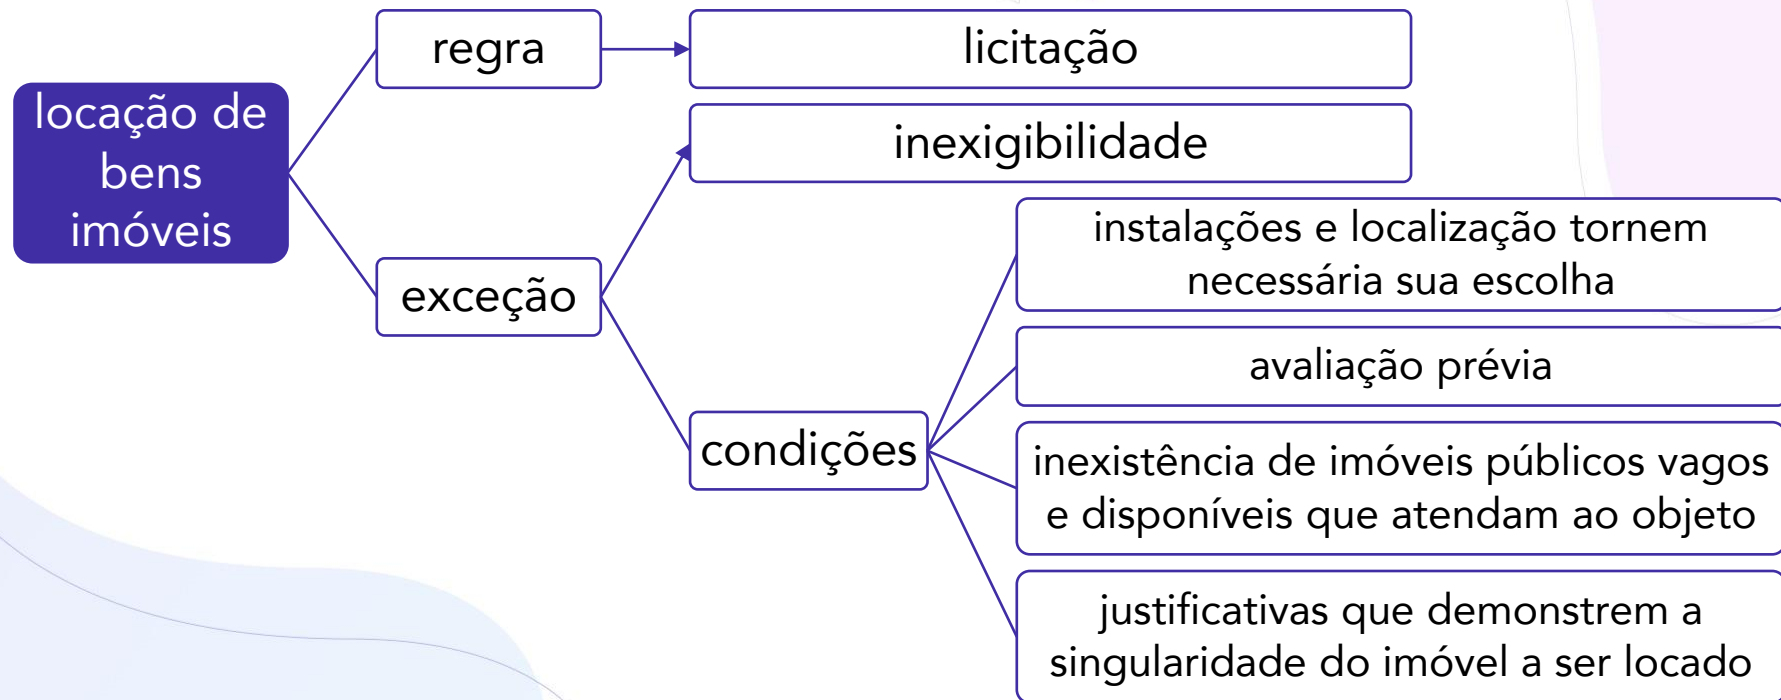 locação de
bens
imóveis
regra
licitação
inexigibilidade
exceção
condições
instalações e localização tornem
necessária sua escolha
avaliação prévia
inexistência de imóveis públicos vagos
e disponíveis que atendam ao objeto
justificativas que demonstrem a
singularidade do imóvel a ser locado